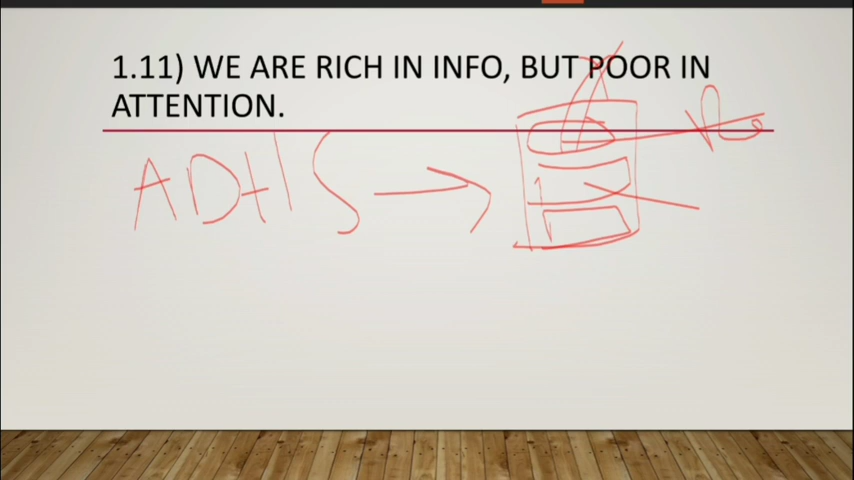 1.11) WE ARE RICH IN INFO, BUT POOR IN
ATTENTION.
ADHS